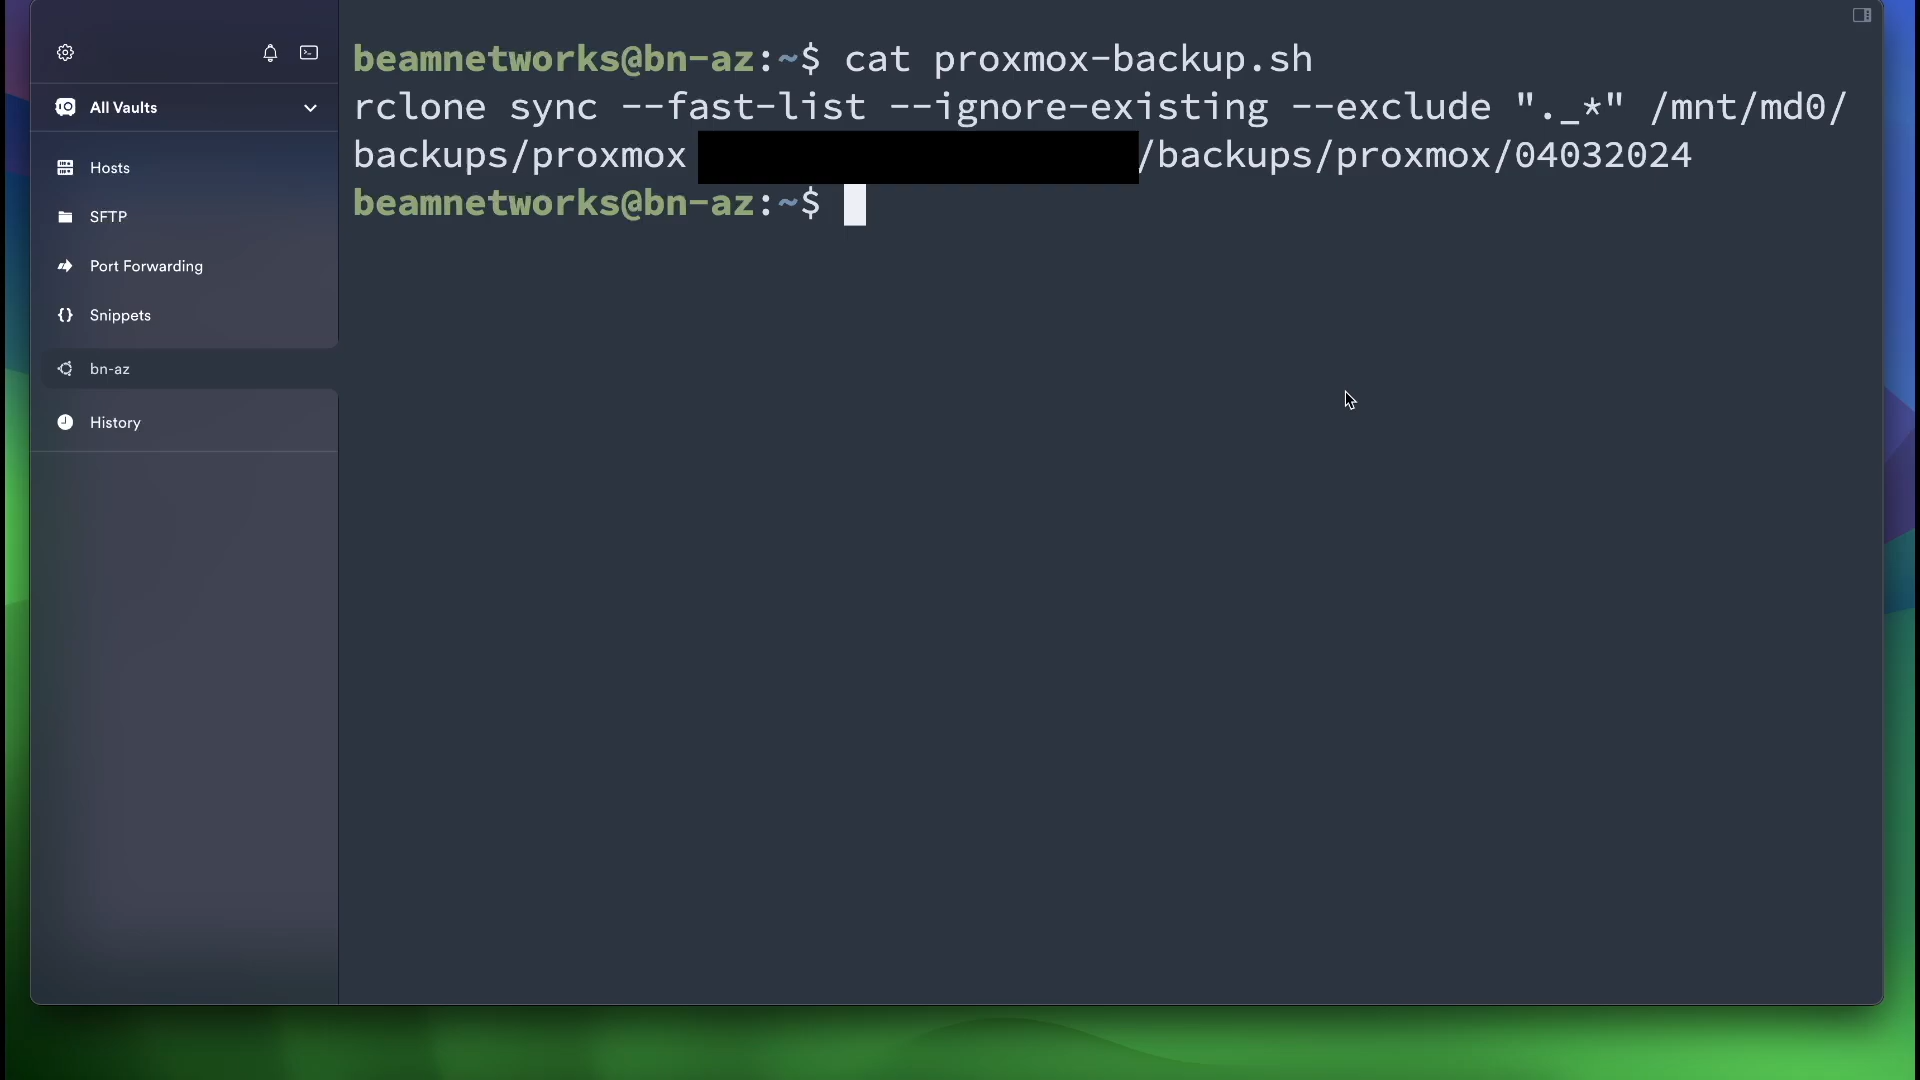 All Vaults
Hosts
SFTP
Port Forwarding
Snippets
bn-az
History
beamnetworks@bn-az:~$ cat proxmox-backup.sh
rclone sync --fast-list --ignore-existing --exclude "._*" /mnt/md0/
backups/proxmox /backups/proxmox/04032024
beamnetworks@bn-az:~$